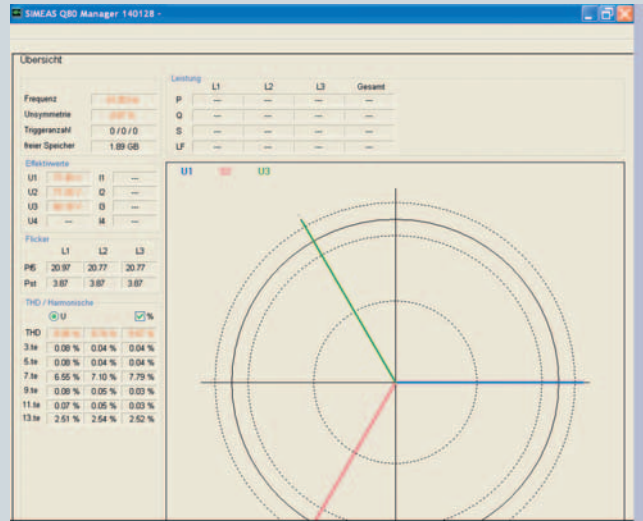 SIMEAS Q80 Manager 140128 -
Übersicht
Frequenz
Unsymmetrie
Triggeranzahl 0 / 0 / 0
freier Speicher 1.89 GB
Leistung
L1 L2 L3 Gesamt
P --- --- --- ---
Q --- --- --- ---
S --- --- --- ---
LF --- --- --- ---
Effektivwerte
U1 I1 ---
U2 I2 ---
U3 I3 ---
U4 --- I4 ---
Flicker
L1 L2 L3
Pf5 20.97 20.77 20.77
Pst 3.87 3.87 3.87
THD / Harmonische
U %
THD
3.te 0.08 % 0.04 % 0.04 %
5.te 0.08 % 0.04 % 0.04 %
7.te 6.55 % 7.10 % 7.79 %
9.te 0.08 % 0.05 % 0.03 %
11.te 0.07 % 0.05 % 0.03 %
13.te 2.51 % 2.54 % 2.52 %
U1 U3